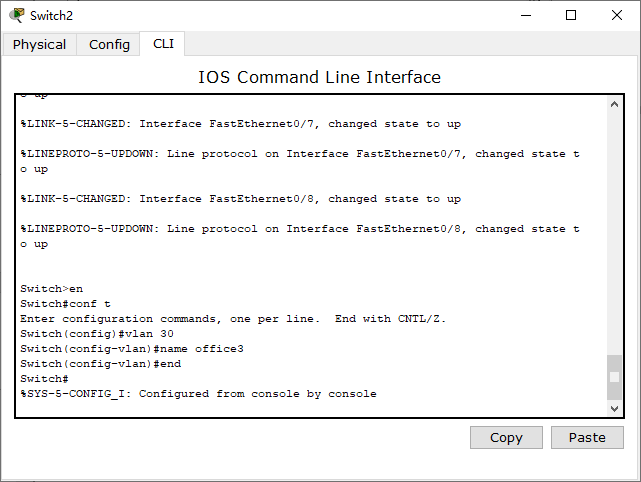 Switch2
Physical Config CLI
IOS Command Line Interface
o up
%LINK-5-CHANGED: Interface FastEthernet0/7, changed state to up
%LINEPROTO-5-UPDOWN: Line protocol on Interface FastEthernet0/7, changed state t
o up
%LINK-5-CHANGED: Interface FastEthernet0/8, changed state to up
%LINEPROTO-5-UPDOWN: Line protocol on Interface FastEthernet0/8, changed state t
o up
Switch>en
Switch#conf t
Enter configuration commands, one per line.  End with CNTL/Z.
Switch(config)#vlan 30
Switch(config-vlan)#name office3
Switch(config-vlan)#end
Switch#
%SYS-5-CONFIG_I: Configured from console by console
Copy Paste